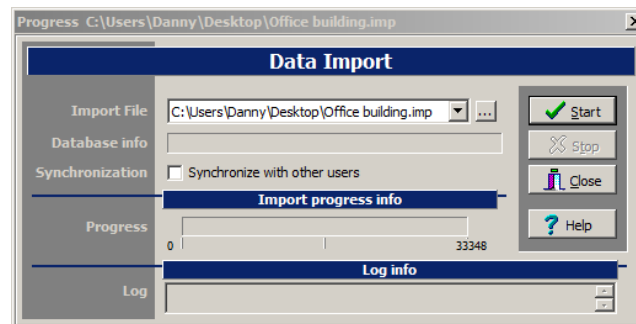 Progress C:\Users\Danny\Desktop\Office building.imp
Data Import
Import File C:\Users\Danny\Desktop\Office building.imp ... Start
Database info Stop
Synchronization Synchronize with other users Close
Import progress info
Progress Help
0 33348
Log info
Log